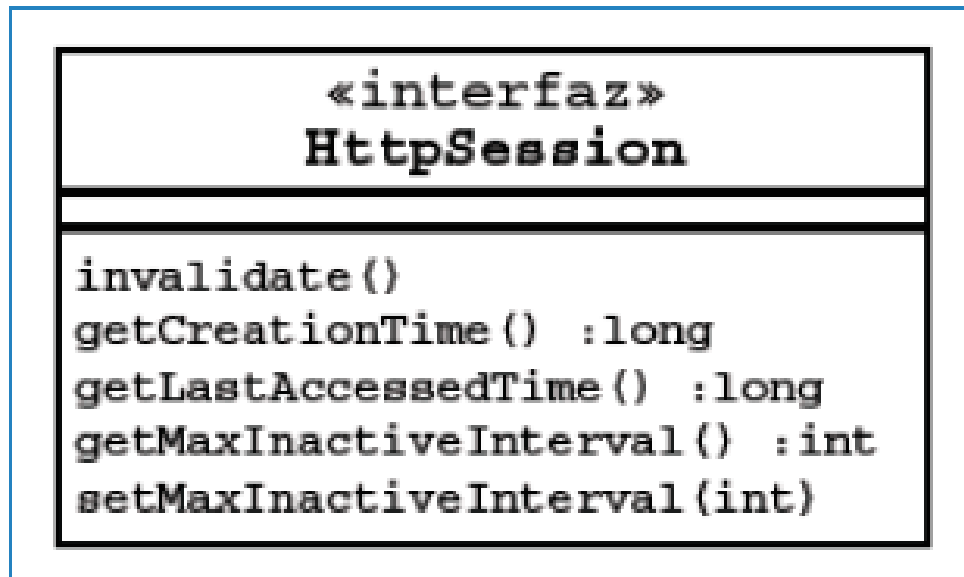 «interfaz»
HttpSession
invalidate()
getCreationTime() :long
getLastAccessedTime() :long
getMaxInactiveInterval() :int
setMaxInactiveInterval(int)